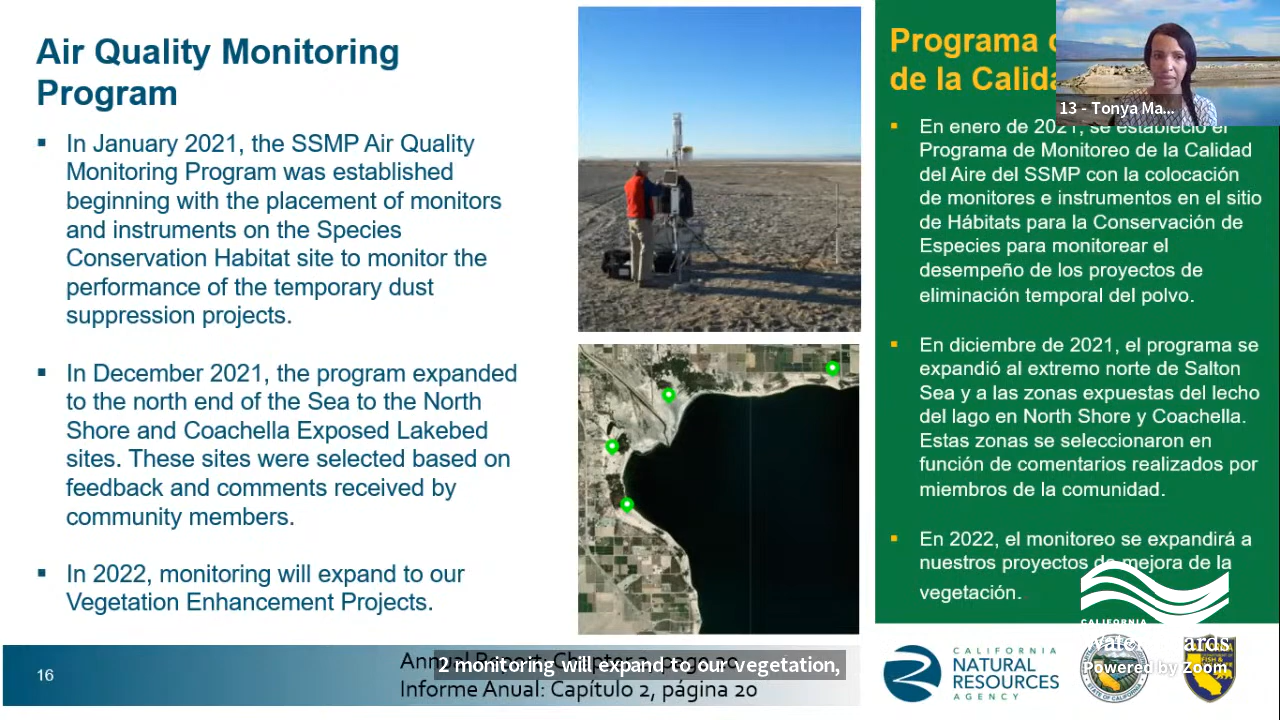 Air Quality Monitoring
Program
▪ In January 2021, the SSMP Air Quality
Monitoring Program was established
beginning with the placement of monitors
and instruments on the Species
Conservation Habitat site to monitor the
performance of the temporary dust
suppression projects.
▪ In December 2021, the program expanded
to the north end of the Sea to the North
Shore and Coachella Exposed Lakebed
sites. These sites were selected based on
feedback and comments received by
community members.
▪ In 2022, monitoring will expand to our
Vegetation Enhancement Projects.
Programa
de la
13 - Tonya Ma...
▪ En enero de 2021, se estableció el
Programa de Monitoreo de la Calidad
del Aire del SSMP con la colocación
de monitores e instrumentos en el sitio
de Hábitats para la Conservación de
Especies para monitorear el
desempeño de los proyectos de
eliminación temporal del polvo.
▪ En diciembre de 2021, el programa se
expandió al extremo norte de Salton
Sea y a las zonas expuestas del lecho
del lago en North Shore y Coachella.
Estas zonas se seleccionaron en
función de comentarios realizados por
miembros de la comunidad.
▪ En 2022, el monitoreo se expandirá a
nuestros proyectos de mejora de la
vegetación.
16
2 monitoring will expand to our vegetation,
Informe Anual: Capítulo 2, página 20
CALIFORNIA
NATURAL
RESOURCES
AGENCY
CALIFORNIA
Water Boards
Powered by Zoom